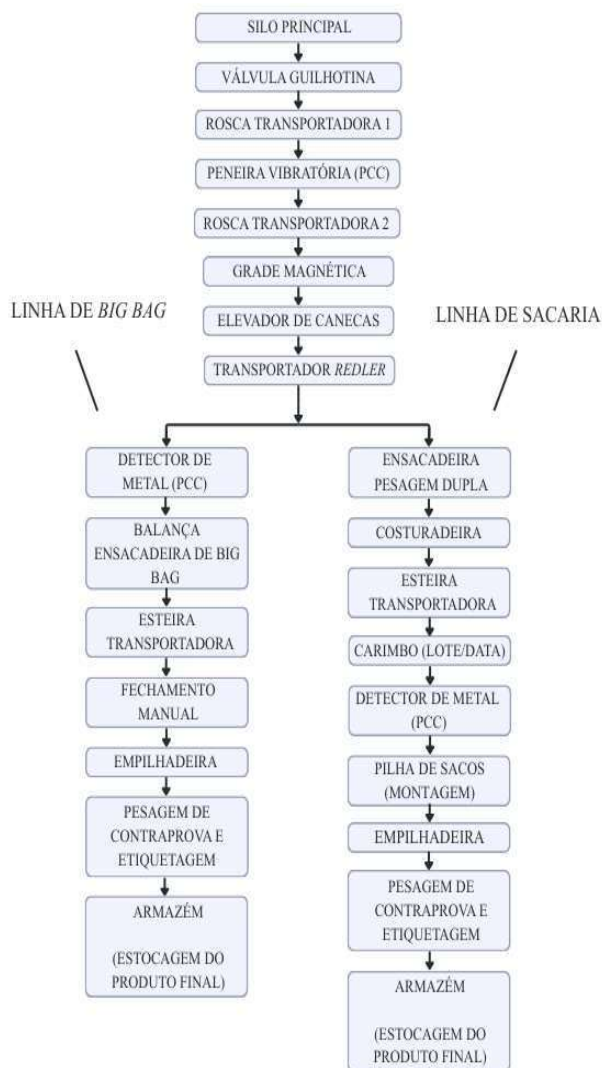 SILO PRINCIPAL
VÁLVULA GUILHOTINA
ROSCA TRANSPORTADORA 1
PENEIRA VIBRATÓRIA (PCC)
ROSCA TRANSPORTADORA 2
GRADE MAGNÉTICA
ELEVADOR DE CANECAS
TRANSPORTADOR REDLER
LINHA DE BIG BAG
DETECTOR DE
METAL (PCC)
BALANÇA
ENSACADEIRA DE BIG
BAG
ESTEIRA
TRANSPORTADORA
FECHAMENTO
MANUAL
EMPILHADEIRA
PESAGEM DE
CONTRAPROVA E
ETIQUETAGEM
ARMAZÉM
(ESTOCAGEM DO
PRODUTO FINAL)
LINHA DE SACARIA
ENSACADEIRA
PESAGEM DUPLA
COSTURADEIRA
ESTEIRA
TRANSPORTADORA
CARIMBO (LOTE/DATA)
DETECTOR DE METAL
(PCC)
PILHA DE SACOS
(MONTAGEM)
EMPILHADEIRA
PESAGEM DE
CONTRAPROVA E
ETIQUETAGEM
ARMAZÉM
(ESTOCAGEM DO
PRODUTO FINAL)